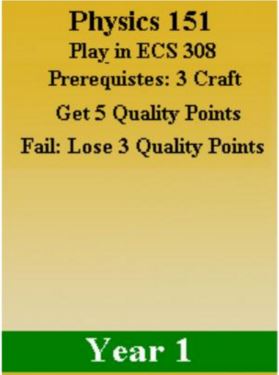 Physics 151
Play in ECS 308
Prerequistes: 3 Craft
Get 5 Quality Points
Fail: Lose 3 Quality Points
Year 1